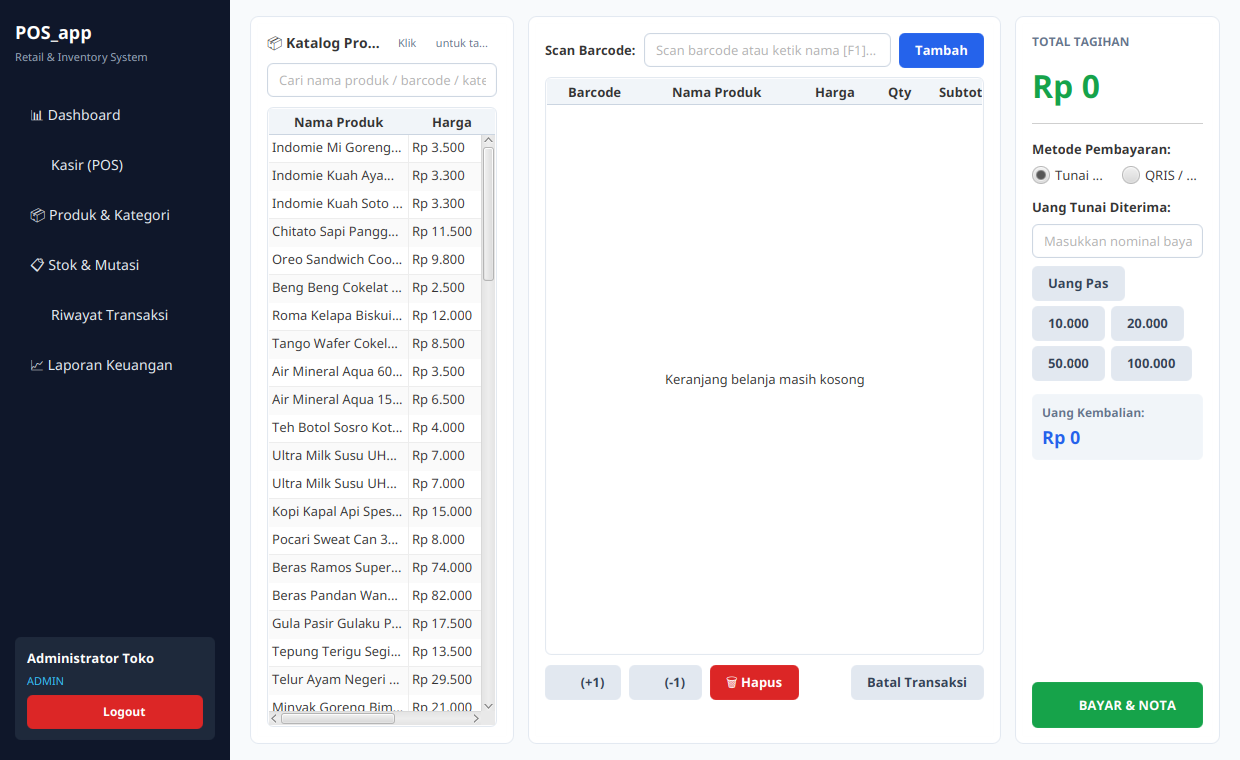 POS_app
Retail & Inventory System
📊 Dashboard
Kasir (POS)
📦 Produk & Kategori
📋 Stok & Mutasi
Riwayat Transaksi
📈 Laporan Keuangan
Administrator Toko
ADMIN
Logout
📦 Katalog Pro... Klik untuk ta...
Cari nama produk / barcode / kate
Nama Produk Harga
Indomie Mi Goreng... Rp 3.500
Indomie Kuah Aya... Rp 3.300
Indomie Kuah Soto ... Rp 3.300
Chitato Sapi Pangg... Rp 11.500
Oreo Sandwich Coo... Rp 9.800
Beng Beng Cokelat ... Rp 2.500
Roma Kelapa Biskui... Rp 12.000
Tango Wafer Cokel... Rp 8.500
Air Mineral Aqua 60... Rp 3.500
Air Mineral Aqua 15... Rp 6.500
Teh Botol Sosro Kot... Rp 4.000
Ultra Milk Susu UH... Rp 7.000
Ultra Milk Susu UH... Rp 7.000
Kopi Kapal Api Spes... Rp 15.000
Pocari Sweat Can 3... Rp 8.000
Beras Ramos Super... Rp 74.000
Beras Pandan Wan... Rp 82.000
Gula Pasir Gulaku P... Rp 17.500
Tepung Terigu Segi... Rp 13.500
Telur Ayam Negeri ... Rp 29.500
Minyak Goreng Bim... Rp 21.000
Scan Barcode: Scan barcode atau ketik nama [F1]... Tambah
Barcode Nama Produk Harga Qty Subtot
Keranjang belanja masih kosong
(+1) (-1) 🗑 Hapus Batal Transaksi
TOTAL TAGIHAN
Rp 0
Metode Pembayaran:
Tunai ... QRIS / ...
Uang Tunai Diterima:
Masukkan nominal baya
Uang Pas
10.000 20.000
50.000 100.000
Uang Kembalian:
Rp 0
BAYAR & NOTA